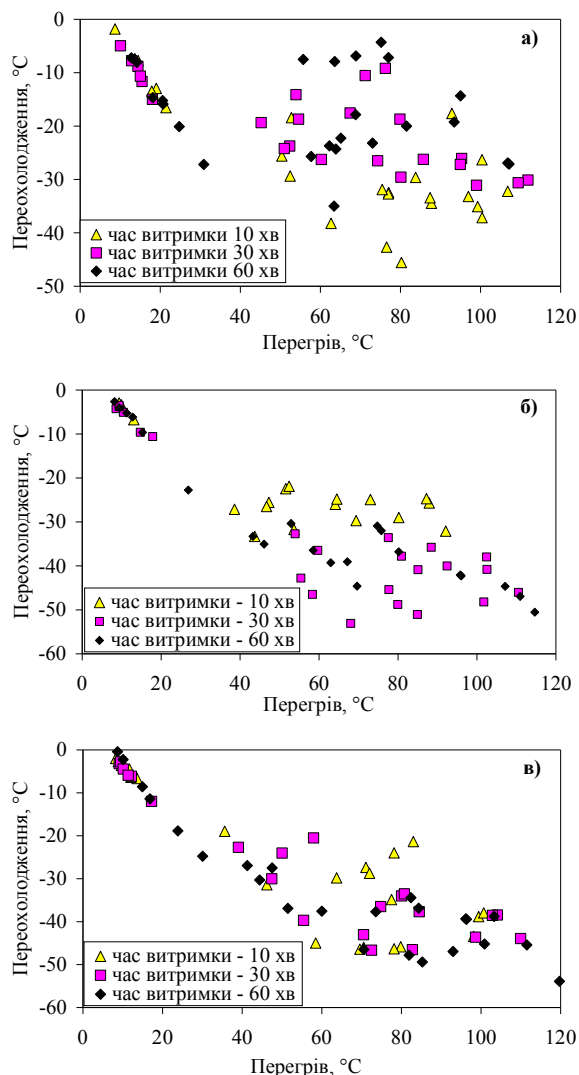 а)
Переохолодження, °С
0
-10
-20
-30
-40
-50
час витримки 10 хв
час витримки 30 хв
час витримки 60 хв
0 20 40 60 80 100 120
Перегрів, °С
б)
Переохолодження, °С
0
-10
-20
-30
-40
-50
-60
час витримки - 10 хв
час витримки - 30 хв
час витримки - 60 хв
0 20 40 60 80 100 120
Перегрів, °С
в)
Переохолодження, °С
0
-10
-20
-30
-40
-50
-60
час витримки - 10 хв
час витримки - 30 хв
час витримки - 60 хв
0 20 40 60 80 100 120
Перегрів, °С